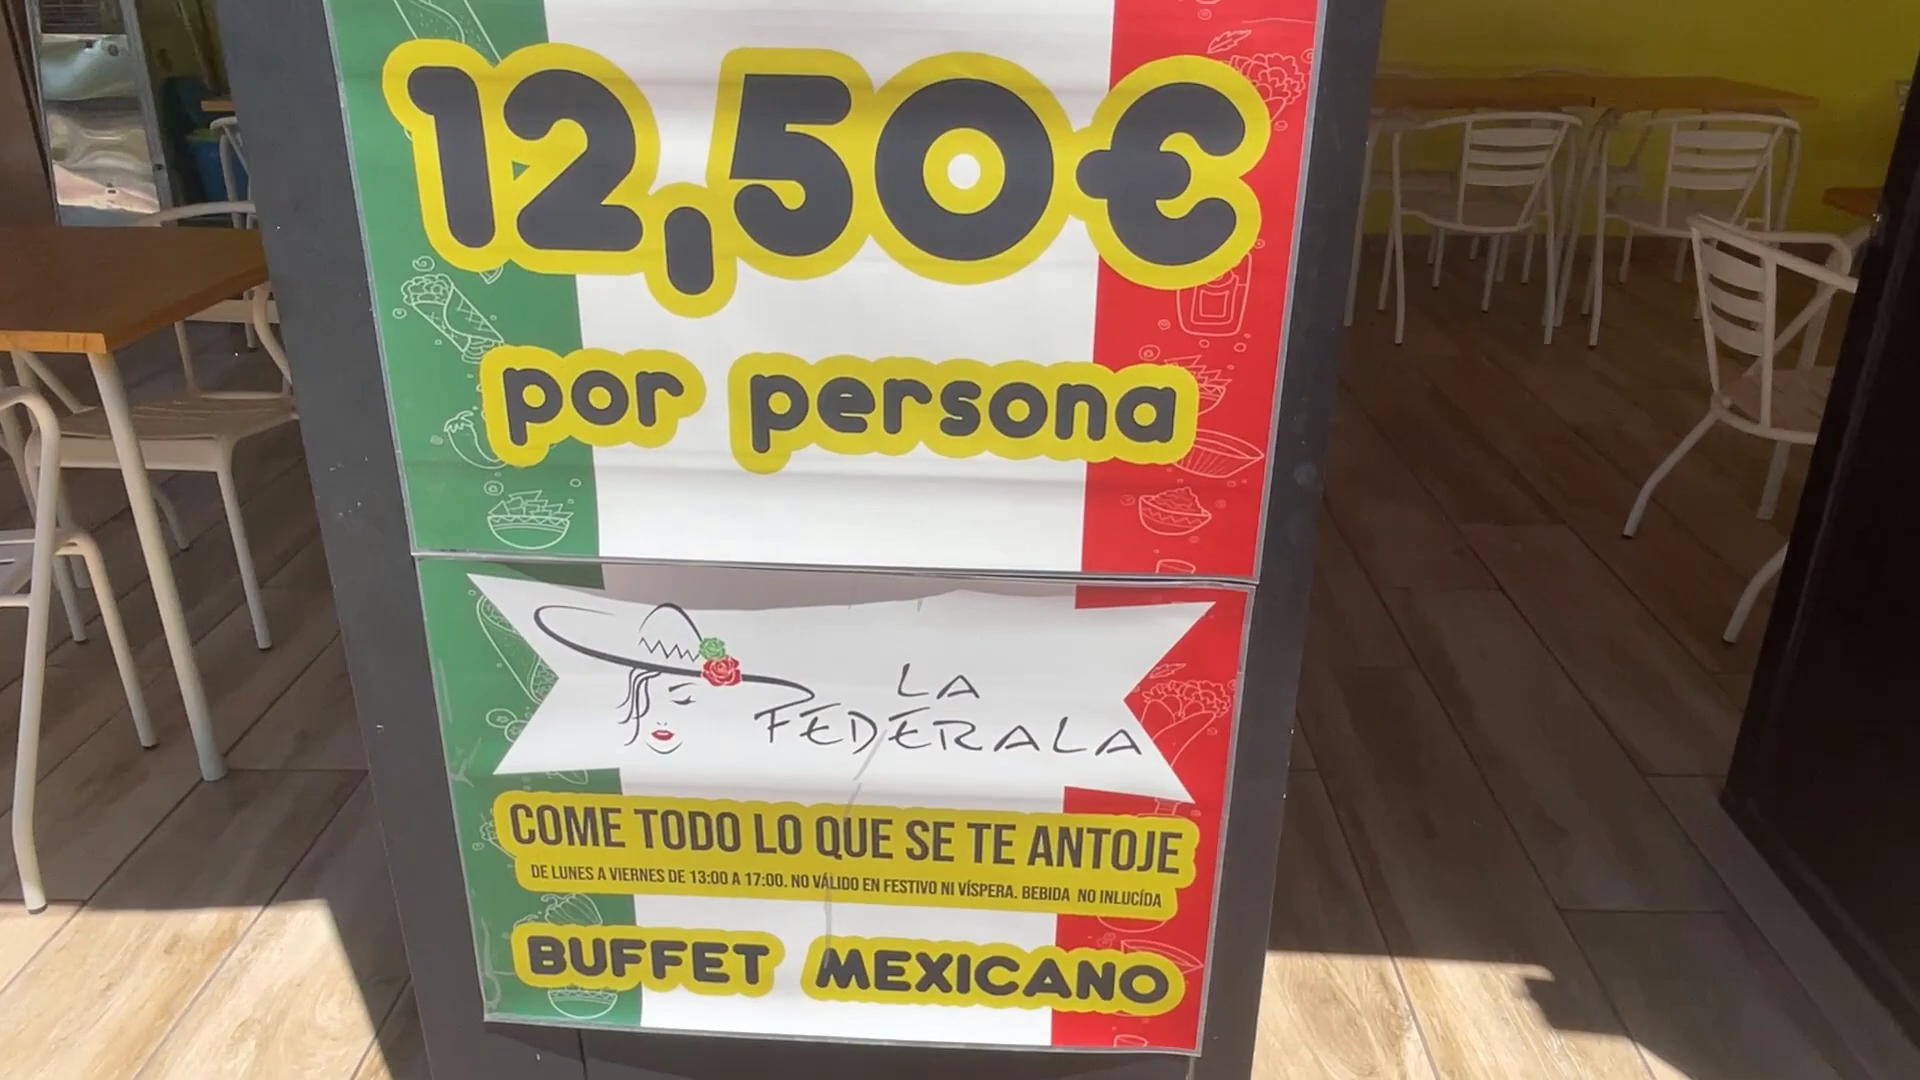 12,50€
por persona
LA
FEDERALA
COME TODO LO QUE SE TE ANTOJE
DE LUNES A VIERNES DE 13:00 A 17:00. NO VÁLIDO EN FESTIVO NI VÍSPERA. BEBIDA NO INLUCÍDA
BUFFET MEXICANO